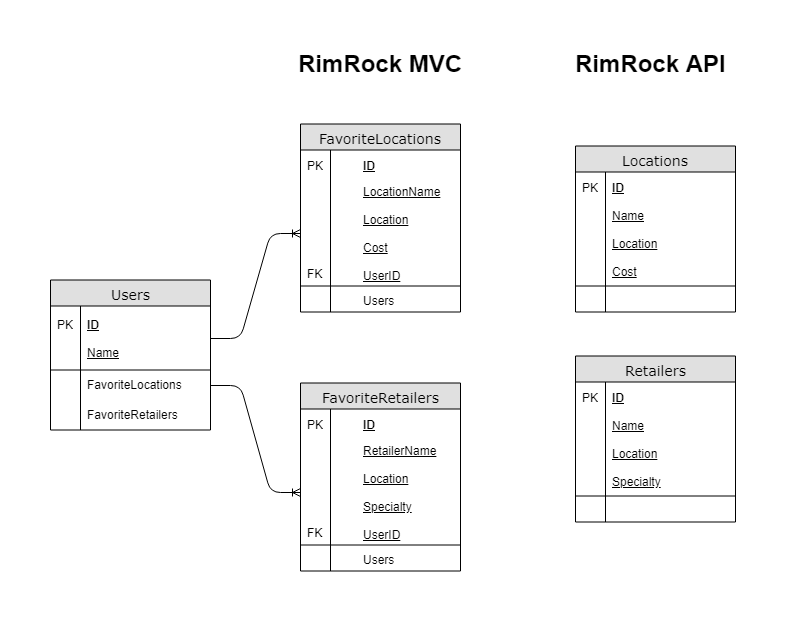 RimRock MVC
RimRock API
Users
PK ID
Name
FavoriteLocations
FavoriteRetailers
FavoriteLocations
PK ID
LocationName
Location
Cost
FK UserID
Users
FavoriteRetailers
PK ID
RetailerName
Location
Specialty
FK UserID
Users
Locations
PK ID
Name
Location
Cost
Retailers
PK ID
Name
Location
Specialty